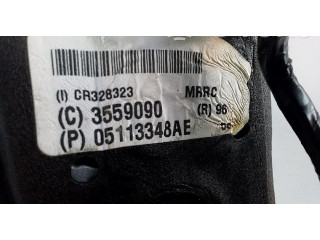 (I) CR328323 MRRC
(C) 3559090 (R) 96
(P) 05113348AE